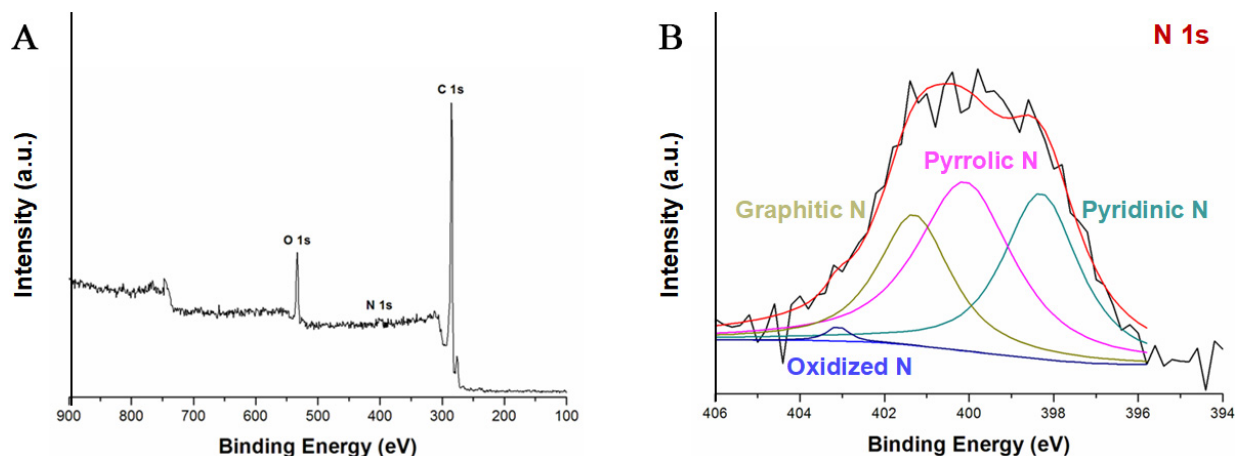 A
Intensity (a.u.)
C 1s
O 1s
N 1s
900 800 700 600 500 400 300 200 100
Binding Energy (eV)
B
N 1s
Intensity (a.u.)
Pyrrolic N
Graphitic N
Pyridinic N
Oxidized N
406 404 402 400 398 396 394
Binding Energy (eV)